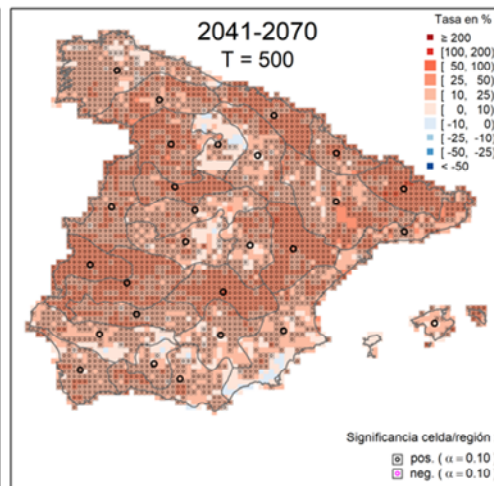 2041-2070
T = 500
Tasa en %
≥ 200
[100, 200)
[ 50, 100)
[ 25, 50)
[ 10, 25)
[ 0, 10)
[ -10, 0)
[ -25, -10)
[ -50, -25)
< -50
Significancia celda/región
pos. ( α = 0.10
neg. ( α = 0.10